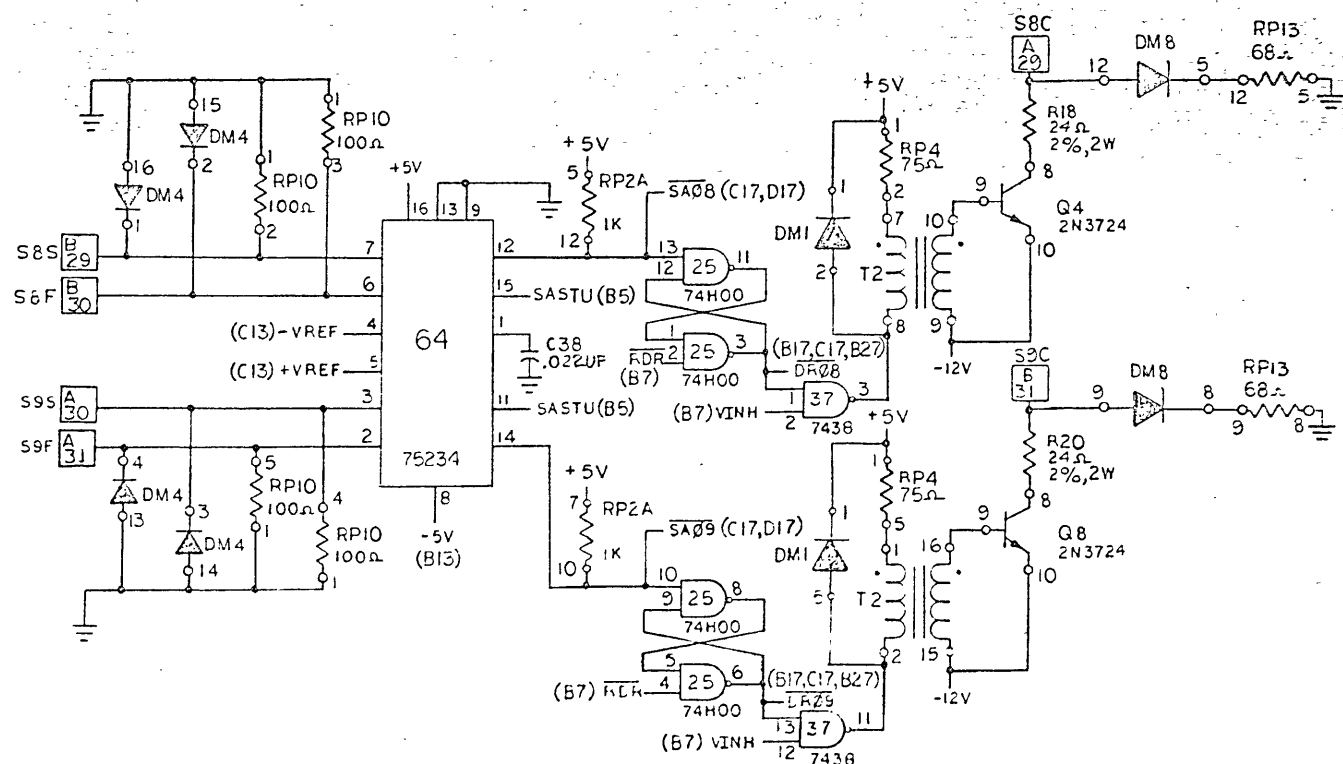 S8C
A
29
12
DM8
5
RP13
68Ω
12
5
R18
24Ω
2%,2W
8
9
Q4
2N3724
10
-12V
+5V
1
RP4
75Ω
2
7
10
1
DM1
2
T2
8
9
15
DM4
2
16
DM4
1
1
RP10
100Ω
2
1
RP10
100Ω
3
S8S
B
29
S8F
B
30
(C13)-VREF
(C13)+VREF
S9S
A
30
S9F
A
31
7
6
4
5
3
2
+5V
16
13
9
64
75234
8
-5V
(B13)
12
15
1
11
14
+5V
5
RP2A
1K
12
SAØ8 (C17,D17)
SASTU(B5)
C38
.022UF
SASTU(B5)
13
12
25
11
74H00
1
2
25
3
74H00
RDR
(B7)
(B17,C17,B27)
DRØ8
1
2
37
3
7438
(B7)VINH
4
DM4
13
3
DM4
14
5
RP10
100Ω
1
4
RP10
100Ω
1
+5V
7
RP2A
1K
10
SAØ9 (C17,D17)
10
9
25
8
74H00
5
4
25
6
74H00
(B7) RDR
(B17,C17,B27)
DRØ9
13
12
37
11
7438
(B7) VINH
+5V
1
RP4
75Ω
5
1
16
1
DM1
5
T2
2
15
-12V
S9C
B
31
9
DM8
8
RP13
68Ω
9
8
R20
24Ω
2%,2W
8
9
Q8
2N3724
10